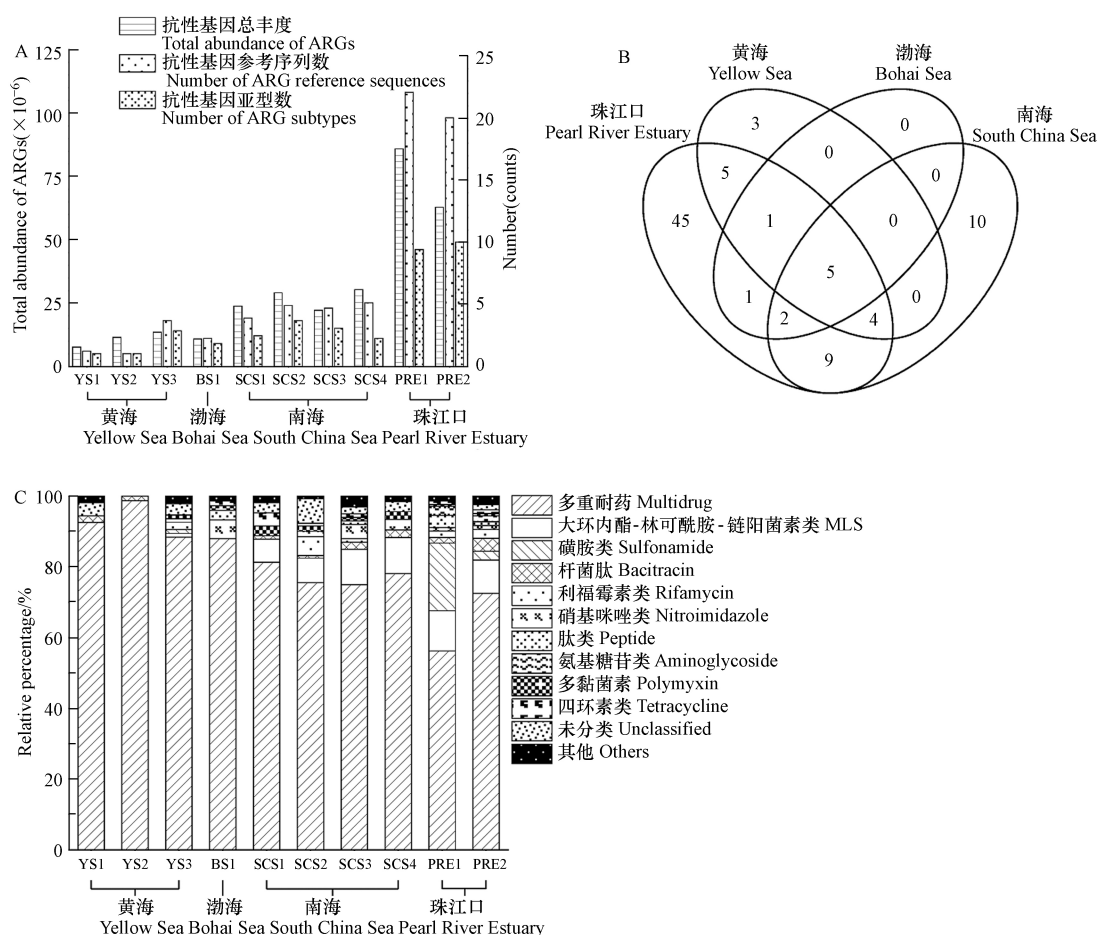 A
抗性基因总丰度
Total abundance of ARGs
抗性基因参考序列数
Number of ARG reference sequences
抗性基因亚型数
Number of ARG subtypes
Total abundance of ARGs(×10⁻⁶)
125
100
75
50
25
0
25
20
15
10
5
0
Number(counts)
YS1 YS2 YS3 BS1 SCS1 SCS2 SCS3 SCS4 PRE1 PRE2
黄海 渤海 南海 珠江口
Yellow Sea Bohai Sea South China Sea Pearl River Estuary
B
黄海
Yellow Sea
渤海
Bohai Sea
珠江口
Pearl River Estuary
南海
South China Sea
3
0
0
5
0
45
1
0
10
5
1
0
2
4
9
C
Relative percentage/%
100
80
60
40
20
0
多重耐药 Multidrug
大环内酯-林可酰胺-链阳菌素类 MLS
磺胺类 Sulfonamide
杆菌肽 Bacitracin
利福霉素类 Rifamycin
硝基咪唑类 Nitroimidazole
肽类 Peptide
氨基糖苷类 Aminoglycoside
多黏菌素 Polymyxin
四环素类 Tetracycline
未分类 Unclassified
其他 Others
YS1 YS2 YS3 BS1 SCS1 SCS2 SCS3 SCS4 PRE1 PRE2
黄海 渤海 南海 珠江口
Yellow Sea Bohai Sea South China Sea Pearl River Estuary